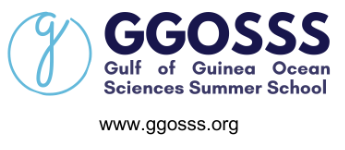 GGOSSS
Gulf of Guinea Ocean
Sciences Summer School
www.ggosss.org